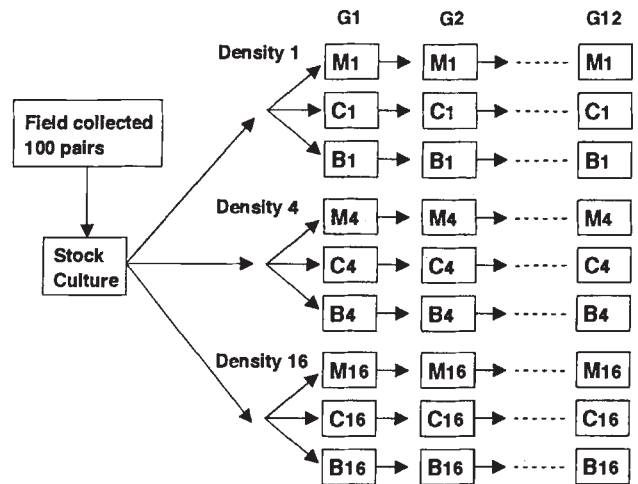 G1 G2 G12
Density 1
M1 M1 M1
Field collected
100 pairs
C1 C1 C1
B1 B1 B1
Density 4
M4 M4 M4
Stock
Culture
C4 C4 C4
B4 B4 B4
Density 16
M16 M16 M16
C16 C16 C16
B16 B16 B16